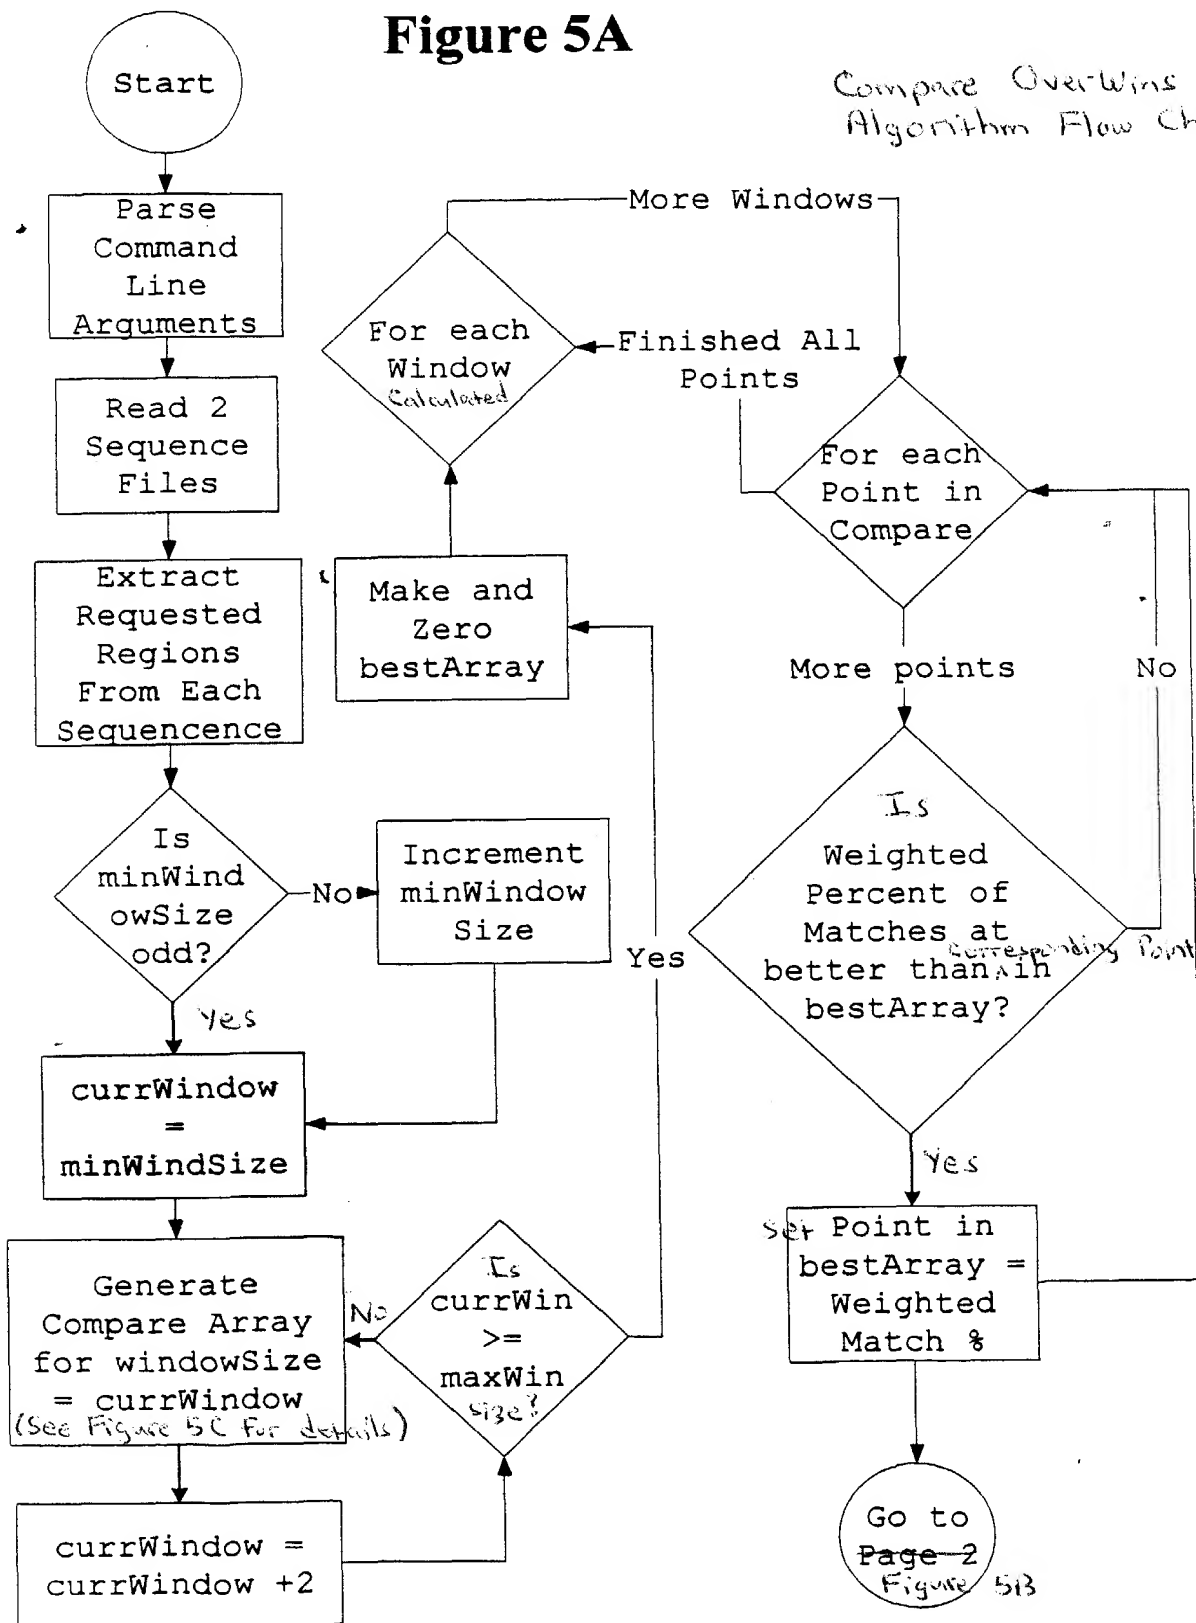 Figure 5A
Compare OverWins
Algorithm Flow Ch
Start
Parse
Command
Line
Arguments
Read 2
Sequence
Files
Extract
Requested
Regions
From Each
Sequencence
Is
minWind
owSize
odd?
No
Increment
minWindow
Size
Yes
currWindow
=
minWindSize
Generate
Compare Array
for windowSize
= currWindow
(See Figure 5C for details)
currWindow =
currWindow +2
Is
currWin
>=
maxWin
size?
No
Yes
Make and
Zero
bestArray
For each
Window
Calculated
More Windows
Finished All
Points
For each
Point in
Compare
More points
No
Is
Weighted
Percent of
Matches at
corresponding Point
better than ^ in
bestArray?
Yes
Set Point in
bestArray =
Weighted
Match %
Go to
Page 2
Figure 5B